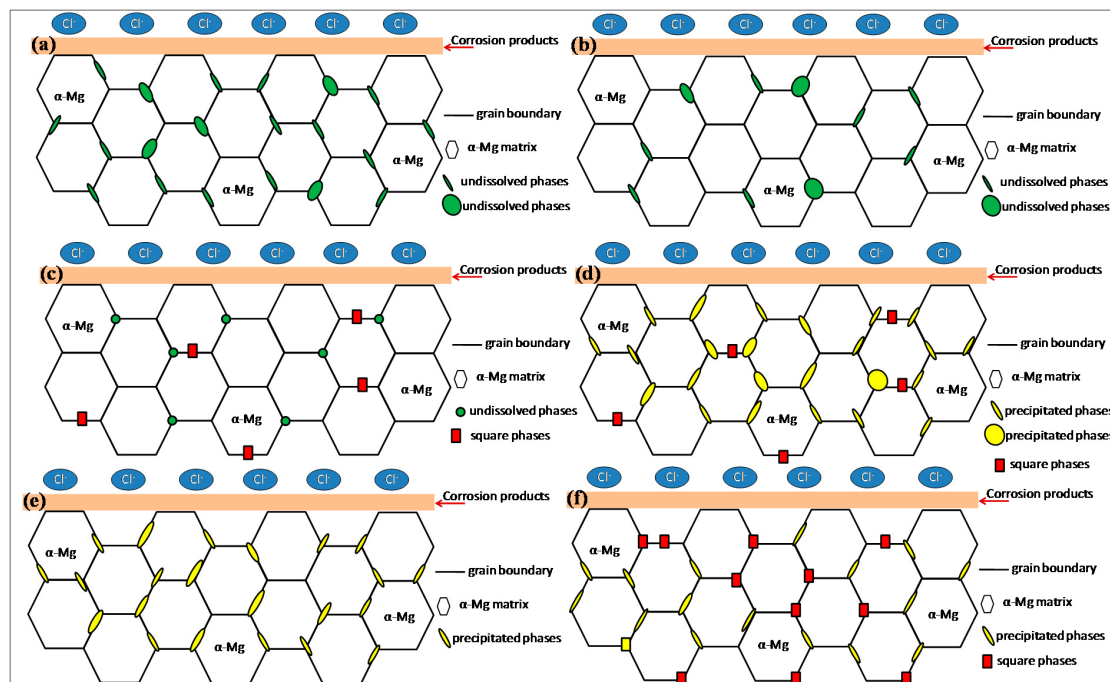 Cl⁻ Cl⁻ Cl⁻ Cl⁻ Cl⁻ Cl⁻
(a)
Corrosion products
α-Mg
grain boundary
α-Mg matrix
α-Mg
undissolved phases
α-Mg
undissolved phases
Cl⁻ Cl⁻ Cl⁻ Cl⁻ Cl⁻ Cl⁻
(b)
Corrosion products
α-Mg
grain boundary
α-Mg matrix
α-Mg
undissolved phases
α-Mg
undissolved phases
Cl⁻ Cl⁻ Cl⁻ Cl⁻ Cl⁻ Cl⁻
(c)
Corrosion products
α-Mg
grain boundary
α-Mg matrix
α-Mg
undissolved phases
α-Mg
square phases
Cl⁻ Cl⁻ Cl⁻ Cl⁻ Cl⁻ Cl⁻
(d)
Corrosion products
α-Mg
grain boundary
α-Mg matrix
α-Mg
precipitated phases
α-Mg
precipitated phases
square phases
Cl⁻ Cl⁻ Cl⁻ Cl⁻ Cl⁻ Cl⁻
(e)
Corrosion products
α-Mg
grain boundary
α-Mg matrix
α-Mg
precipitated phases
α-Mg
Cl⁻ Cl⁻ Cl⁻ Cl⁻ Cl⁻ Cl⁻
(f)
Corrosion products
α-Mg
grain boundary
α-Mg matrix
α-Mg
precipitated phases
α-Mg
square phases